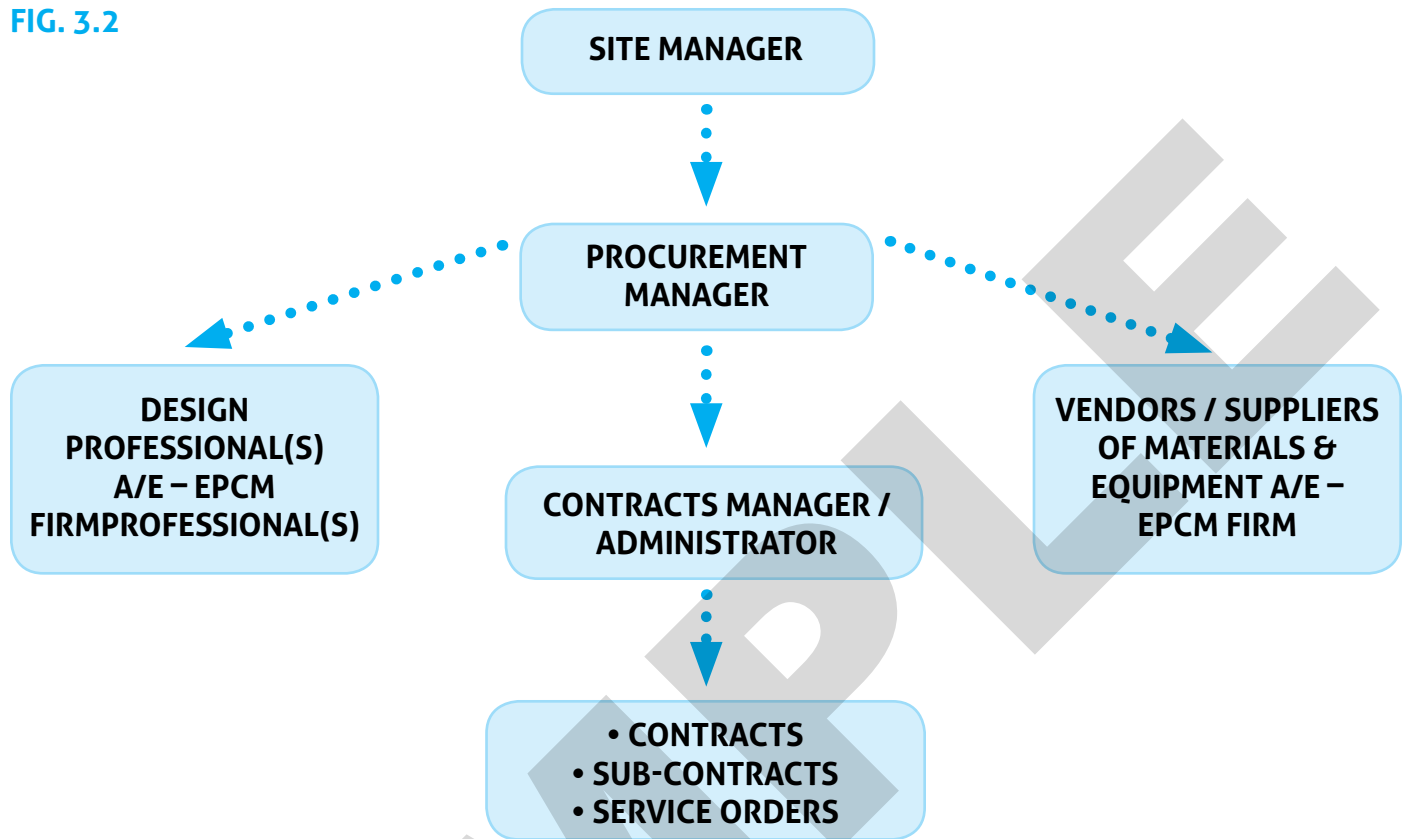 FIG. 3.2
SITE MANAGER
PROCUREMENT
MANAGER
DESIGN
PROFESSIONAL(S)
A/E – EPCM
FIRMPROFESSIONAL(S)
CONTRACTS MANAGER /
ADMINISTRATOR
VENDORS / SUPPLIERS
OF MATERIALS &
EQUIPMENT A/E –
EPCM FIRM
• CONTRACTS
• SUB-CONTRACTS
• SERVICE ORDERS
MPLE